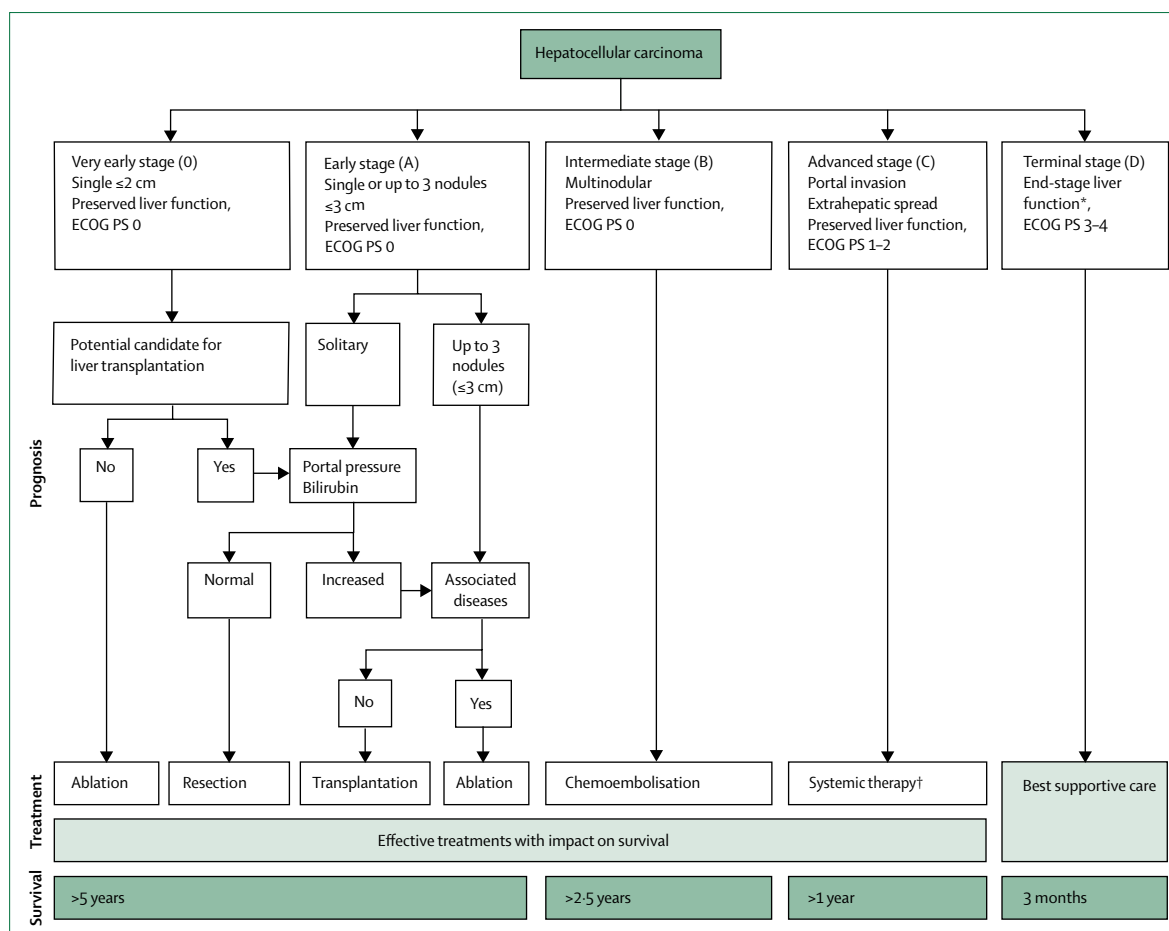 Hepatocellular carcinoma
Very early stage (0)
Single ≤2 cm
Preserved liver function,
ECOG PS 0
Early stage (A)
Single or up to 3 nodules
≤3 cm
Preserved liver function,
ECOG PS 0
Intermediate stage (B)
Multinodular
Preserved liver function,
ECOG PS 0
Advanced stage (C)
Portal invasion
Extrahepatic spread
Preserved liver function,
ECOG PS 1–2
Terminal stage (D)
End-stage liver
function*,
ECOG PS 3–4
Potential candidate for
liver transplantation
Solitary
Up to 3
nodules
(≤3 cm)
Prognosis
No
Yes
Portal pressure
Bilirubin
Normal
Increased
Associated
diseases
No
Yes
Treatment
Ablation
Resection
Transplantation
Ablation
Chemoembolisation
Systemic therapy†
Best supportive care
Effective treatments with impact on survival
Survival
>5 years
>2·5 years
>1 year
3 months